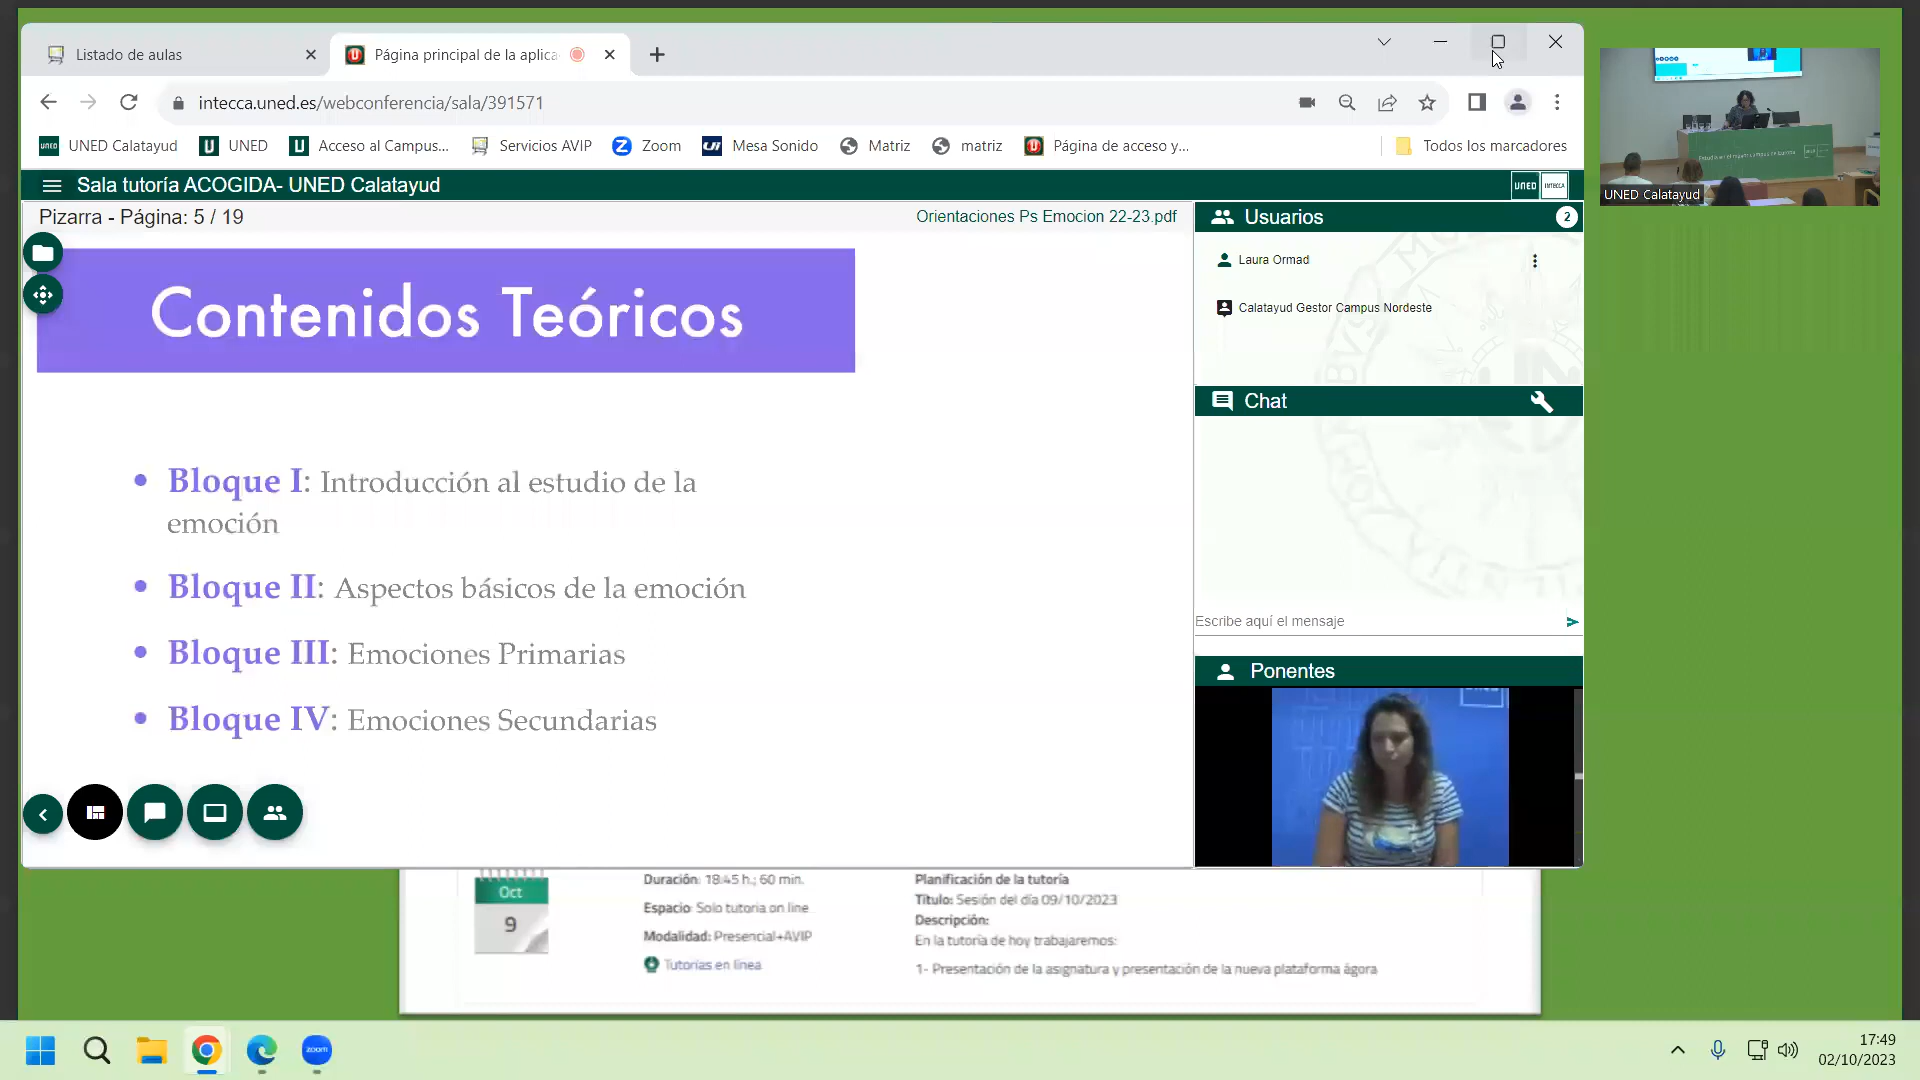 Listado de aulas
Página principal de la aplica
intecca.uned.es/webconferencia/sala/391571
UNED Calatayud
UNED
Acceso al Campus...
Servicios AVIP
Zoom
Mesa Sonido
Matriz
matriz
Página de acceso y...
Todos los marcadores
Sala tutoría ACOGIDA- UNED Calatayud
UNED
INTECCA
Pizarra - Página: 5 / 19
Orientaciones Ps Emocion 22-23.pdf
Contenidos Teóricos
• Bloque I: Introducción al estudio de la
emoción
• Bloque II: Aspectos básicos de la emoción
• Bloque III: Emociones Primarias
• Bloque IV: Emociones Secundarias
Usuarios
2
Laura Ormad
Calatayud Gestor Campus Nordeste
Chat
Escribe aquí el mensaje
Ponentes
UNED Calatayud
Oct
9
Duración: 18:45 h.; 60 min.
Espacio: Solo tutoria on line
Modalidad: Presencial+AVIP
Tutorías en línea
Planificación de la tutoría
Título: Sesión del día 09/10/2023
Descripción:
En la tutoría de hoy trabajaremos:
1- Presentación de la asignatura y presentación de la nueva plataforma ágora
zoom
17:49
02/10/2023